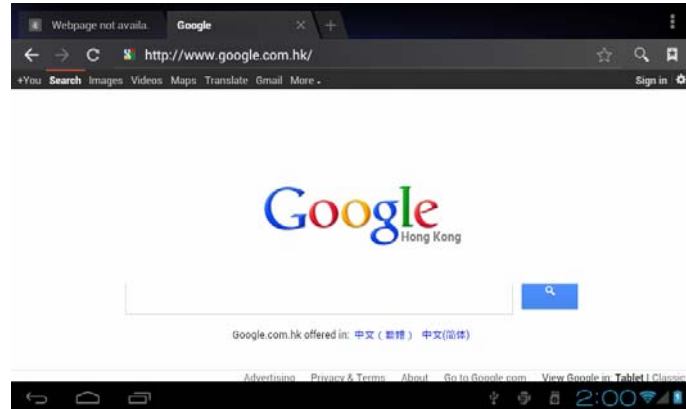 Webpage not availa.
Google
http://www.google.com.hk/
+You Search Images Videos Maps Translate Gmail More
Sign in
Google
Hong Kong
Google.com.hk offered in: 中文（繁體） 中文(简体)
Advertising Privacy & Terms About Go to Google.com View Google in: Tablet | Classic
2:00